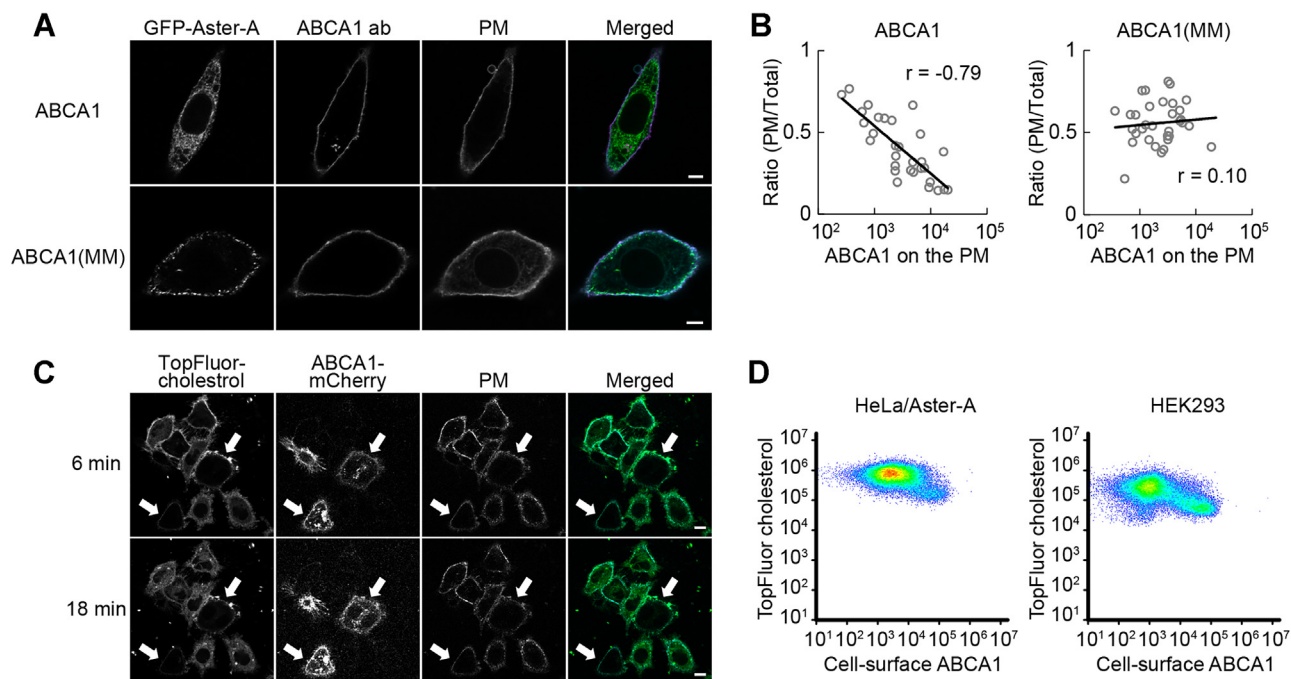 A
GFP-Aster-A
ABCA1 ab
PM
Merged
ABCA1
ABCA1(MM)
B
ABCA1
ABCA1(MM)
Ratio (PM/Total)
1
0.5
0
r = -0.79
10² 10³ 10⁴ 10⁵
ABCA1 on the PM
Ratio (PM/Total)
1
0.5
0
r = 0.10
10² 10³ 10⁴ 10⁵
ABCA1 on the PM
C
TopFluor-
cholestrol
ABCA1-
mCherry
PM
Merged
6 min
18 min
D
HeLa/Aster-A
HEK293
TopFluor cholesterol
10⁷
10⁶
10⁵
10⁴
10³
10²
10¹
10¹ 10² 10³ 10⁴ 10⁵ 10⁶ 10⁷
Cell-surface ABCA1
TopFluor cholesterol
10⁷
10⁶
10⁵
10⁴
10³
10²
10¹
10¹ 10² 10³ 10⁴ 10⁵ 10⁶ 10⁷
Cell-surface ABCA1